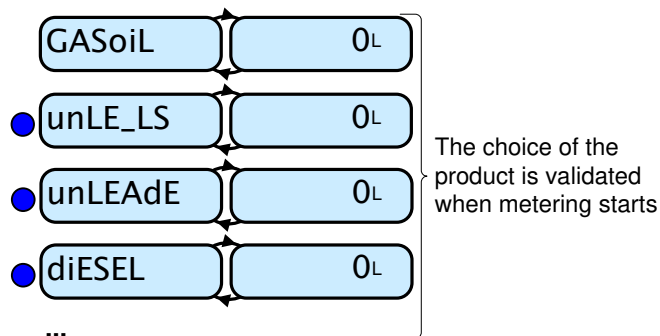 GASoiL 0L
unLE_LS 0L
unLEAdE 0L
diESEL 0L
The choice of the
product is validated
when metering starts
...